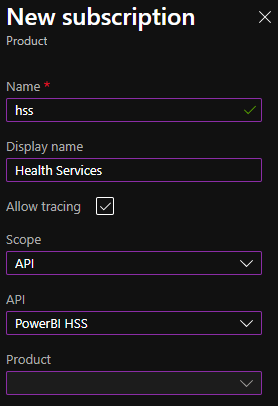 New subscription
Product
Name *
hss
Display name
Health Services
Allow tracing
Scope
API
API
PowerBI HSS
Product